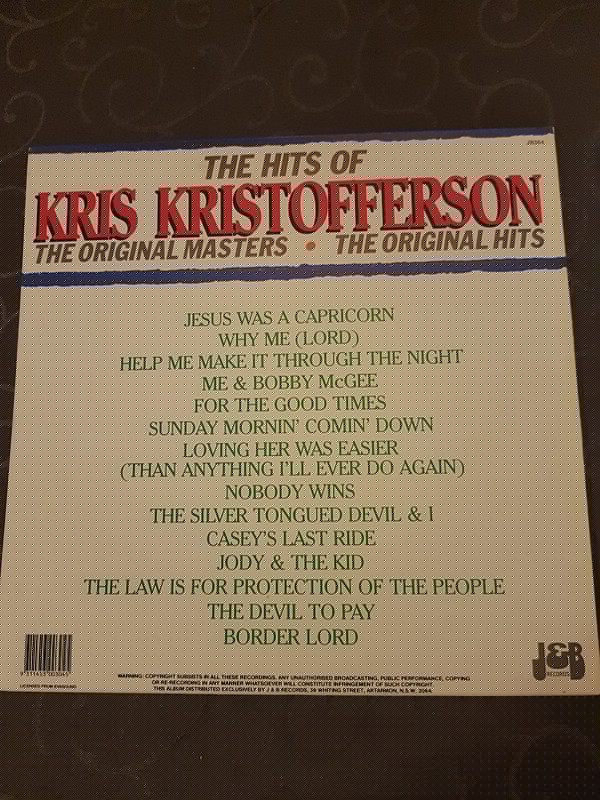 JB364
THE HITS OF
KRIS KRISTOFFERSON
THE ORIGINAL MASTERS • THE ORIGINAL HITS
JESUS WAS A CAPRICORN
WHY ME (LORD)
HELP ME MAKE IT THROUGH THE NIGHT
ME & BOBBY McGEE
FOR THE GOOD TIMES
SUNDAY MORNIN' COMIN' DOWN
LOVING HER WAS EASIER
(THAN ANYTHING I'LL EVER DO AGAIN)
NOBODY WINS
THE SILVER TONGUED DEVIL & I
CASEY'S LAST RIDE
JODY & THE KID
THE LAW IS FOR PROTECTION OF THE PEOPLE
THE DEVIL TO PAY
BORDER LORD
9 311453 003045
LICENSED FROM EVASOUND
WARNING: COPYRIGHT SUBSISTS IN ALL THESE RECORDINGS. ANY UNAUTHORISED BROADCASTING, PUBLIC PERFORMANCE, COPYING
OR RE-RECORDING IN ANY MANNER WHATSOEVER WILL CONSTITUTE INFRINGEMENT OF SUCH COPYRIGHT.
THIS ALBUM DISTRIBUTED EXCLUSIVELY BY J & B RECORDS, 39 WHITING STREET, ARTARMON, N.S.W. 2064.
J&B
RECORDS